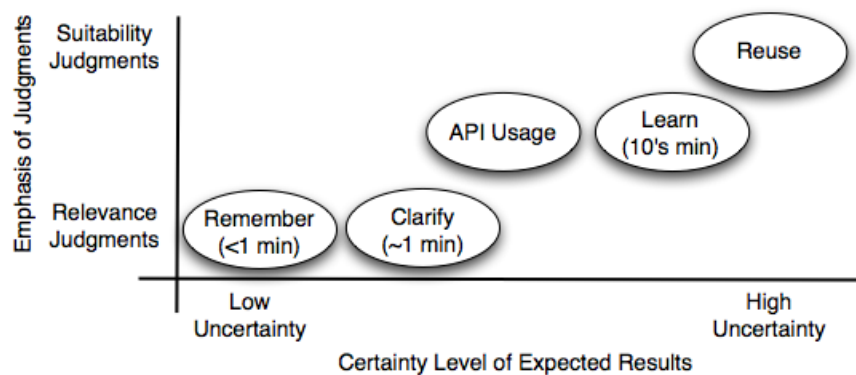 Emphasis of Judgments
Suitability
Judgments
Relevance
Judgments
Reuse
API Usage
Learn
(10's min)
Remember
(<1 min)
Clarify
(~1 min)
Low
Uncertainty
High
Uncertainty
Certainty Level of Expected Results